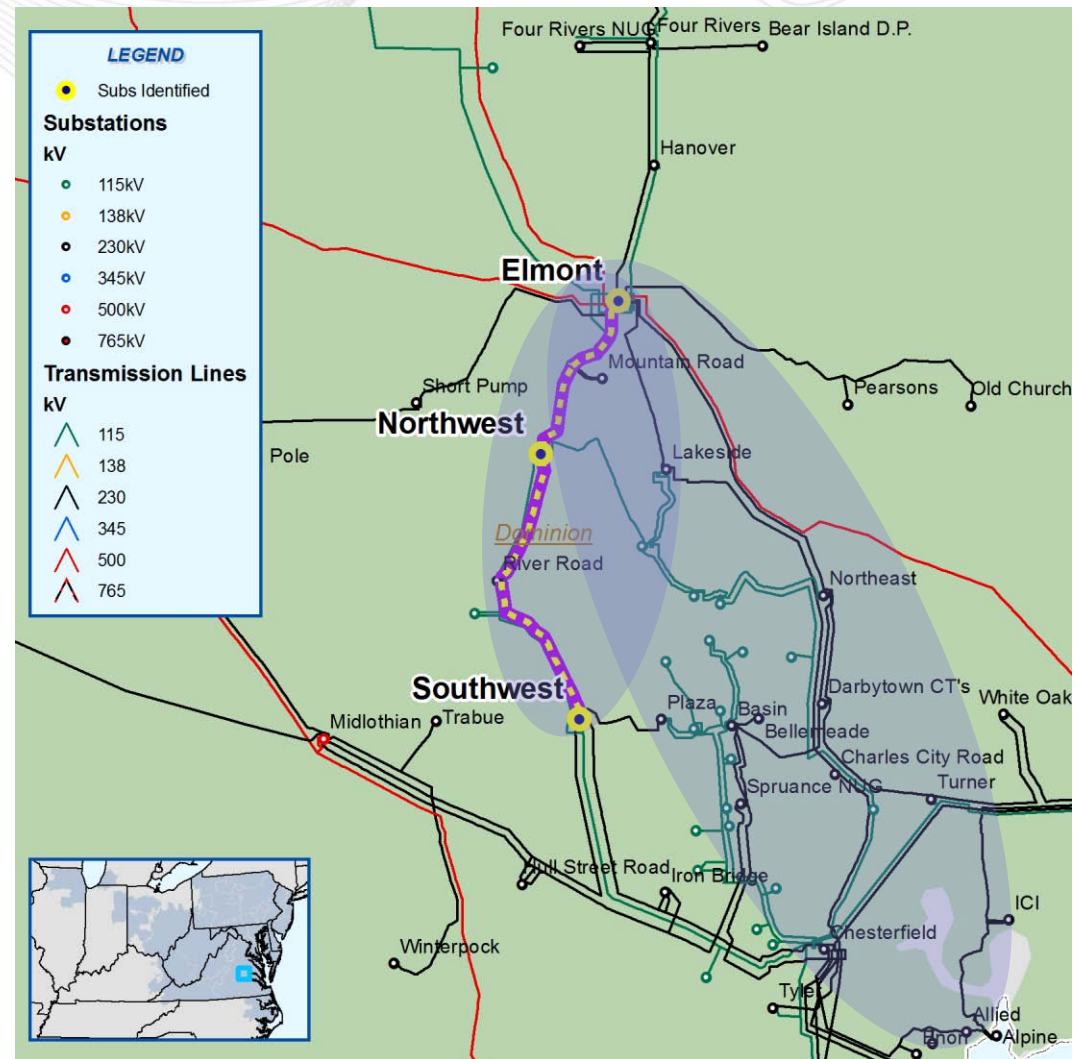 LEGEND
Subs Identified
Substations
kV
115kV
138kV
230kV
345kV
500kV
765kV
Transmission Lines
kV
115
138
230
345
500
765
Four Rivers NUG
Four Rivers
Bear Island D.P.
Hanover
Elmont
Mountain Road
Short Pump
Pearsons
Old Church
Northwest
Pole
Lakeside
Dominion
River Road
Northeast
Southwest
Midlothian
Trabue
Plaza
Basin
Bellemeade
Darbytown CT's
White Oak
Charles City Road
Spruance NUG
Turner
Hull Street Road
Iron Bridge
ICI
Winterpock
Chesterfield
Tyler
Allied
Enon
Alpine